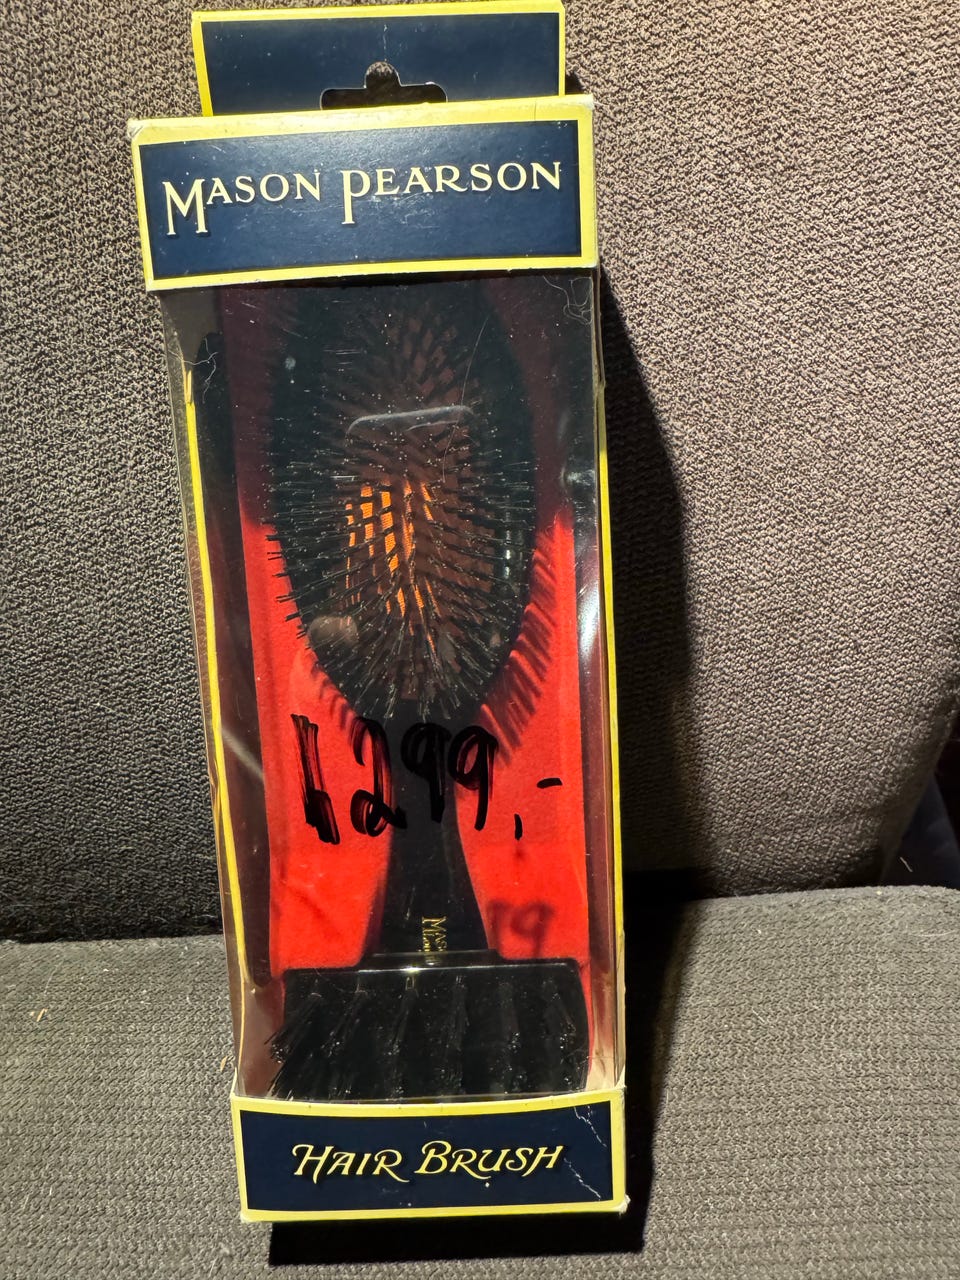 MASON PEARSON
1299,-
HAIR BRUSH